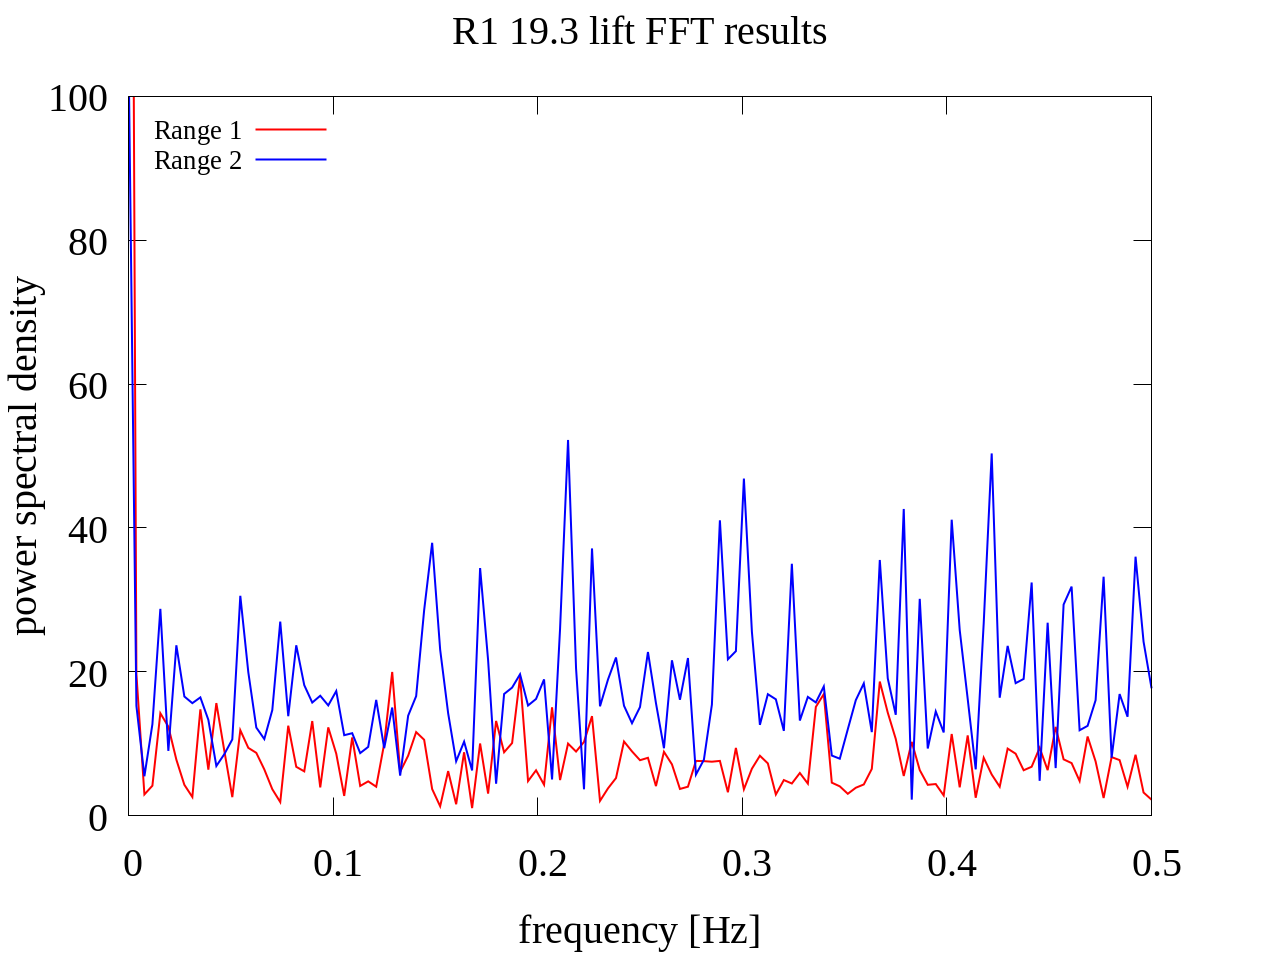 R1 19.3 lift FFT results
100
Range 1
Range 2
80
60
40
20
0
power spectral density
0 0.1 0.2 0.3 0.4 0.5
frequency [Hz]